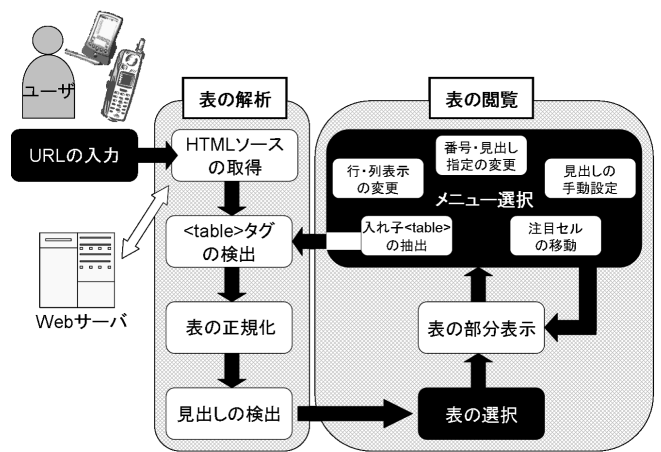 ユーザ
表の解析
表の閲覧
URLの入力
HTMLソース
の取得
<table>タグ
の検出
表の正規化
見出しの検出
Webサーバ
番号・見出し
指定の変更
行・列表示
の変更
見出しの
手動設定
メニュー選択
入れ子<table>
の抽出
注目セル
の移動
表の部分表示
表の選択